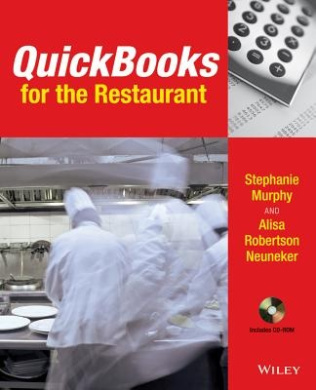 QuickBooks
for the Restaurant
Stephanie
Murphy
AND
Alisa
Robertson
Neuneker
Includes CD-ROM
WILEY